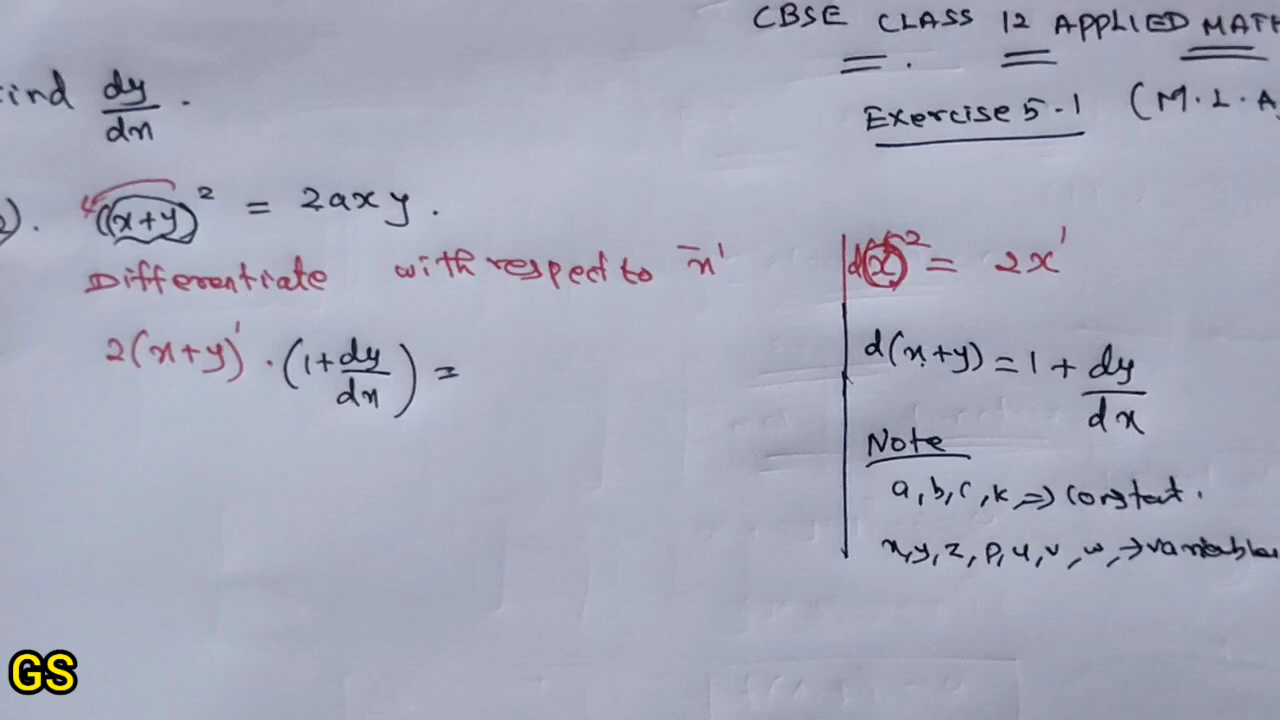 CBSE CLASS 12 APPLIED MATH
Exercise 5-1 (M.L.A
ind dy/dx .
). (x+y)² = 2axy.
Differentiate with respect to 'x'
2(x+y)' · (1+dy/dx) =
d(x)² = 2x'
d(x+y) = 1 + dy/dx
Note
a, b, c, k, => constant.
x, y, z, p, u, v, w, → variables
GS